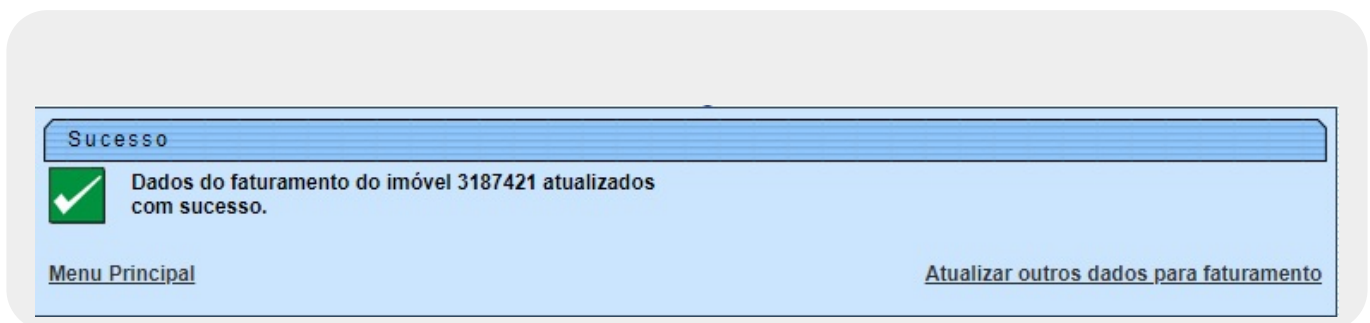 Sucesso
Dados do faturamento do imóvel 3187421 atualizados
com sucesso.
Menu Principal
Atualizar outros dados para faturamento